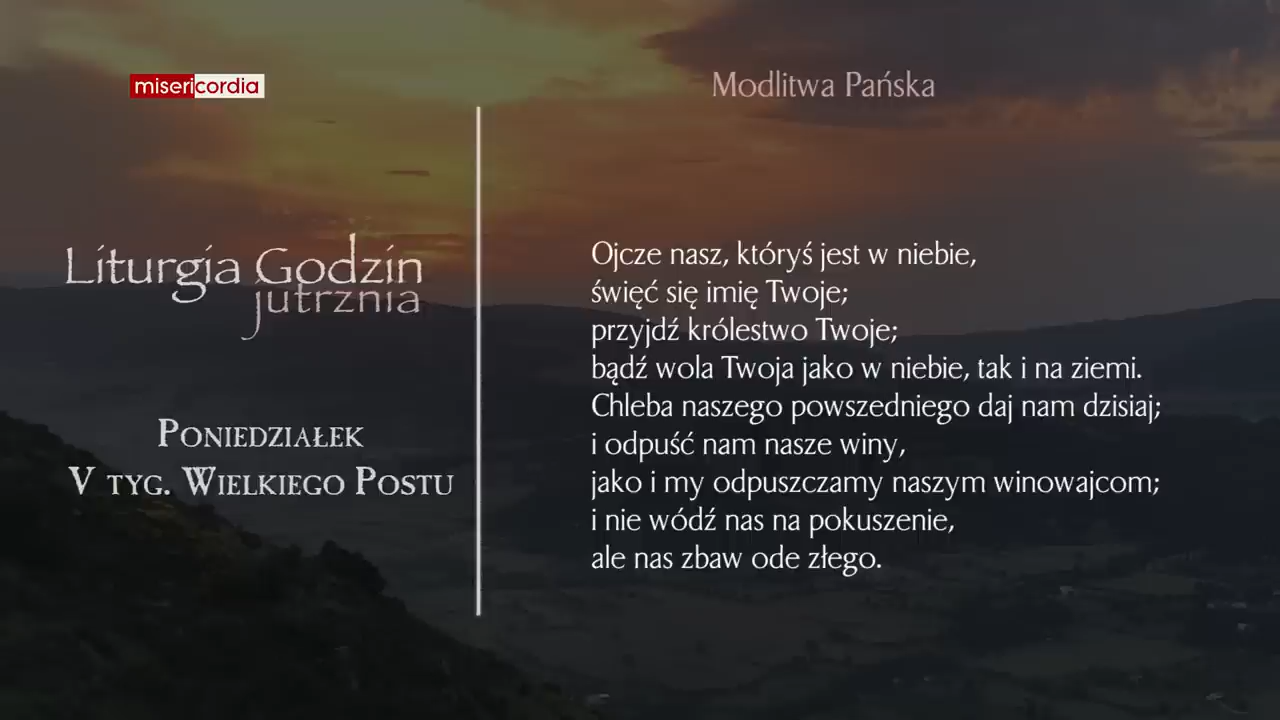 misericordia
Modlitwa Pańska
Liturgia Godzin
jutrznia
Poniedziałek
V tyg. Wielkiego Postu
Ojcze nasz, któryś jest w niebie,
święć się imię Twoje;
przyjdź królestwo Twoje;
bądź wola Twoja jako w niebie, tak i na ziemi.
Chleba naszego powszedniego daj nam dzisiaj;
i odpuść nam nasze winy,
jako i my odpuszczamy naszym winowajcom;
i nie wódź nas na pokuszenie,
ale nas zbaw ode złego.